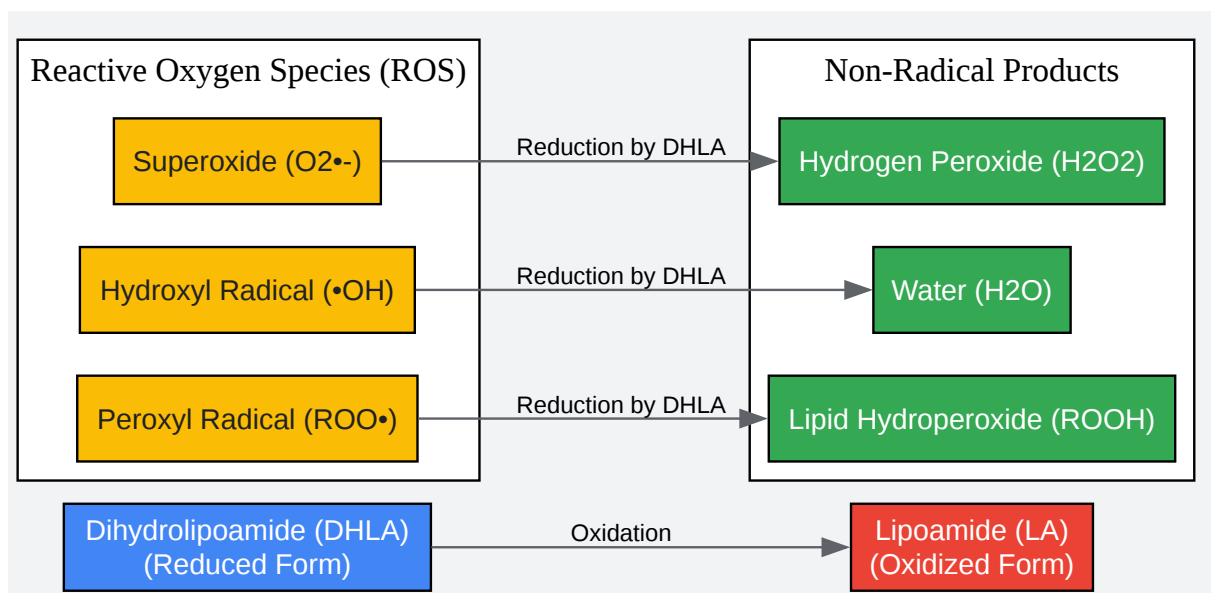 Reactive Oxygen Species (ROS)
Non-Radical Products
Superoxide (O2•-)
Reduction by DHLA
Hydrogen Peroxide (H2O2)
Hydroxyl Radical (•OH)
Reduction by DHLA
Water (H2O)
Peroxyl Radical (ROO•)
Reduction by DHLA
Lipid Hydroperoxide (ROOH)
Dihydrolipoamide (DHLA)
(Reduced Form)
Oxidation
Lipoamide (LA)
(Oxidized Form)